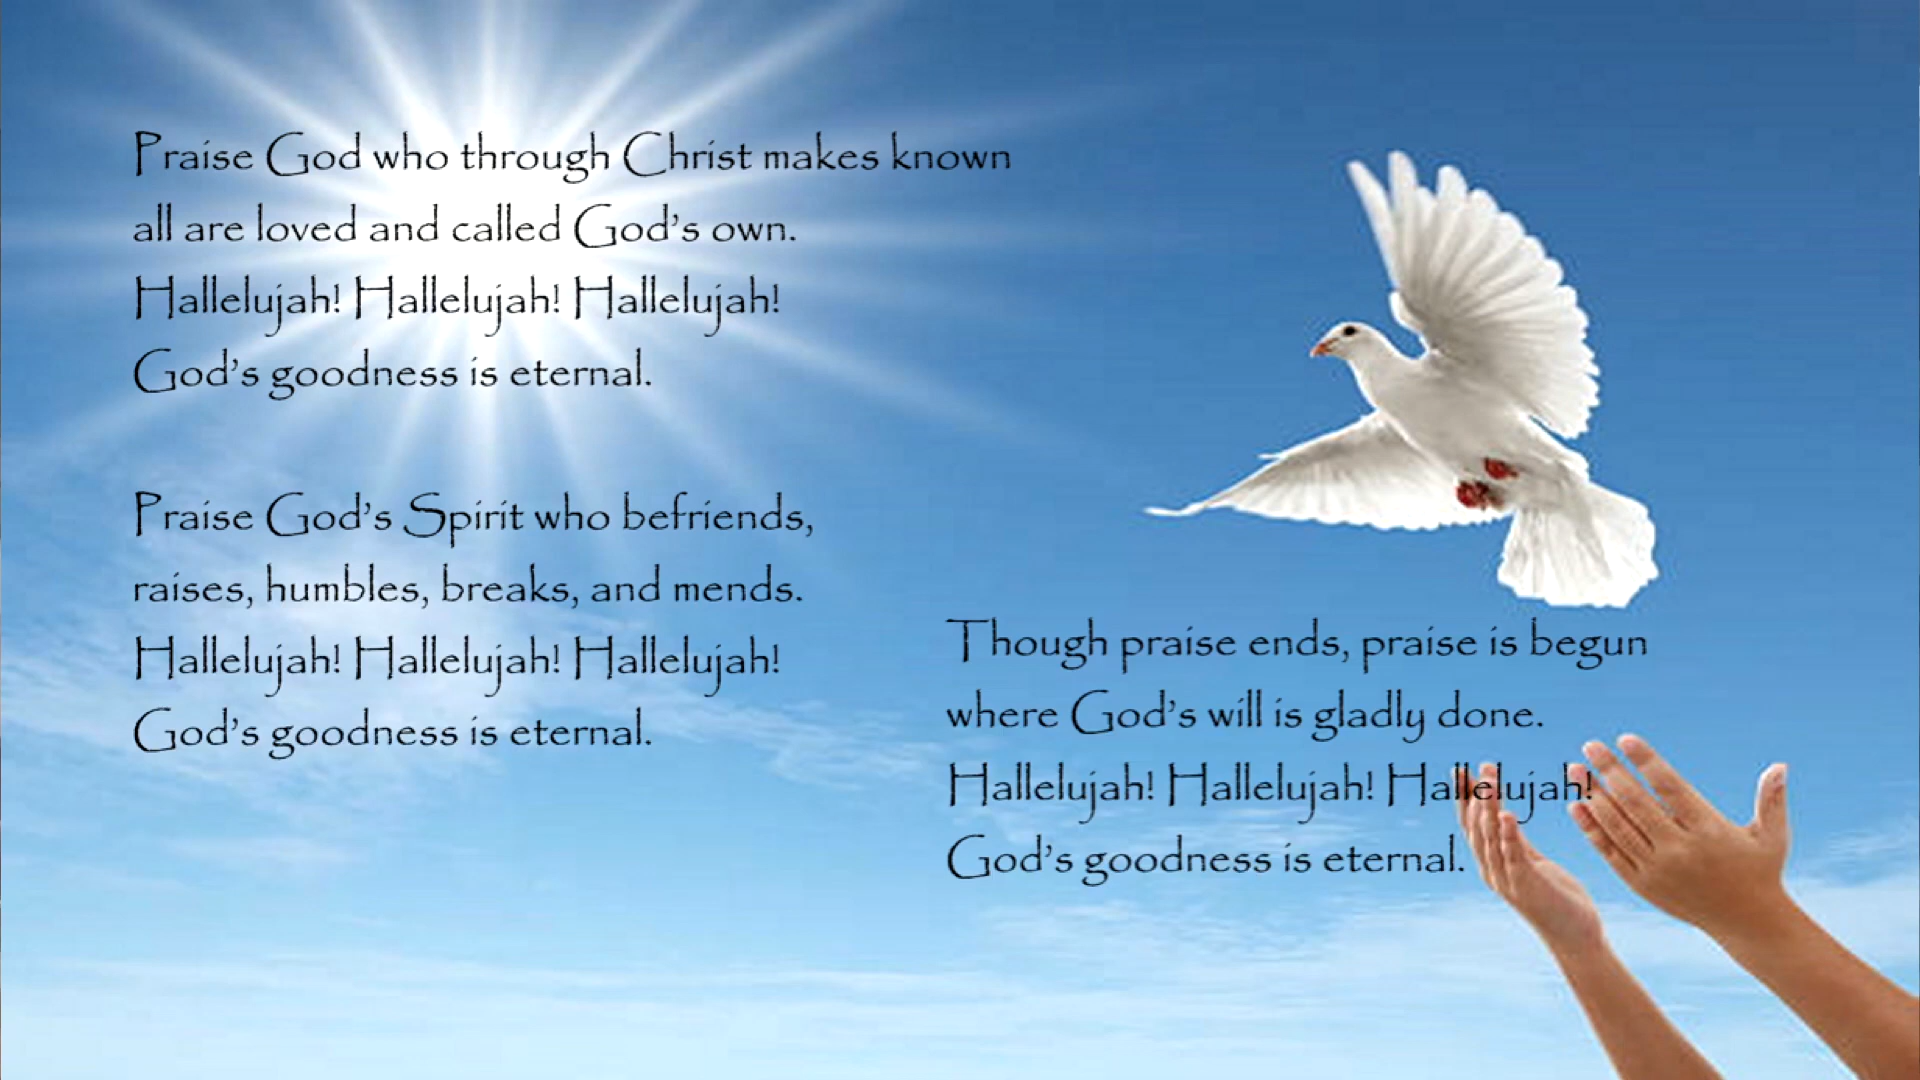 Praise God who through Christ makes known
all are loved and called God's own.
Hallelujah! Hallelujah! Hallelujah!
God's goodness is eternal.
Praise God's Spirit who befriends,
raises, humbles, breaks, and mends.
Hallelujah! Hallelujah! Hallelujah!
God's goodness is eternal.
Though praise ends, praise is begun
where God's will is gladly done.
Hallelujah! Hallelujah! Hallelujah!
God's goodness is eternal.